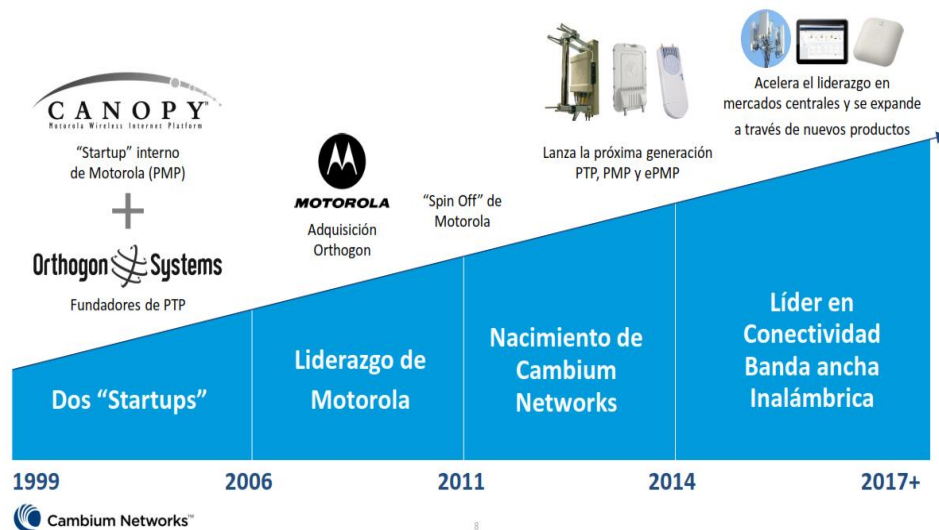 CANOPY™
Motorola Wireless Internet Platform
“Startup” interno
de Motorola (PMP)
+
Orthogon Systems
Fundadores de PTP
MOTOROLA
Adquisición
Orthogon
“Spin Off” de
Motorola
Lanza la próxima generación
PTP, PMP y ePMP
Acelera el liderazgo en
mercados centrales y se expande
a través de nuevos productos
Dos “Startups”
Liderazgo de
Motorola
Nacimiento de
Cambium
Networks
Líder en
Conectividad
Banda ancha
Inalámbrica
1999
2006
2011
2014
2017+
Cambium Networks™
8